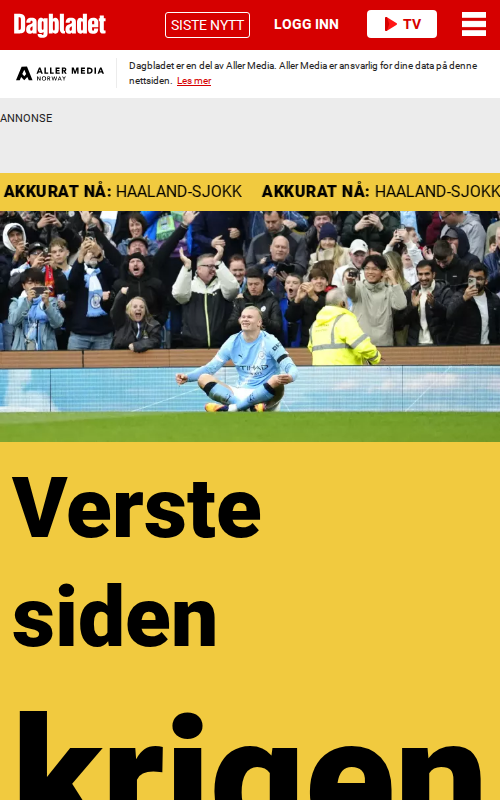 Dagbladet
SISTE NYTT
LOGG INN
TV
ALLER MEDIA
NORWAY
Dagbladet er en del av Aller Media. Aller Media er ansvarlig for dine data på denne
nettsiden. Les mer
ANNONSE
AKKURAT NÅ: HAALAND-SJOKK AKKURAT NÅ: HAALAND-SJOKK
ETIHAD
Verste
siden
krigen